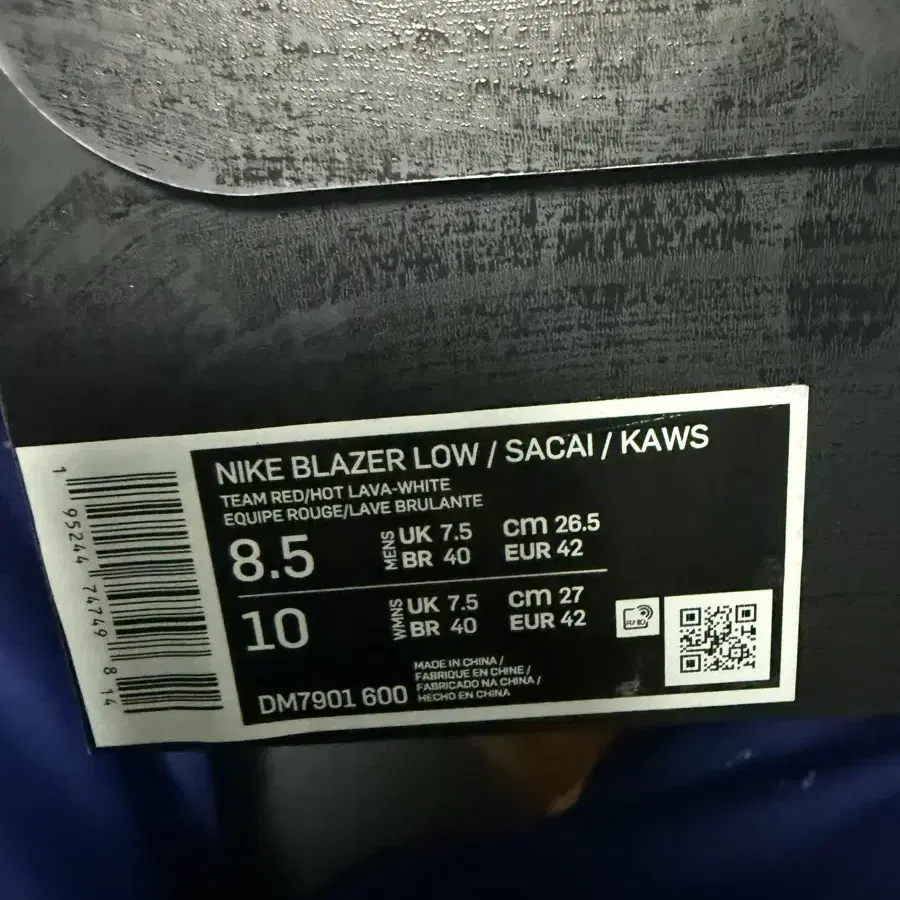 NIKE BLAZER LOW / SACAI / KAWS
TEAM RED/HOT LAVA-WHITE
EQUIPE ROUGE/LAVE BRULANTE
8.5 MENS UK 7.5 cm 26.5
BR 40 EUR 42
10 WMNS UK 7.5 cm 27
BR 40 EUR 42
RFID
DM7901 600
MADE IN CHINA /
FABRIQUE EN CHINE /
FABRICADO NA CHINA /
HECHO EN CHINA
1 95244 74749 8 14